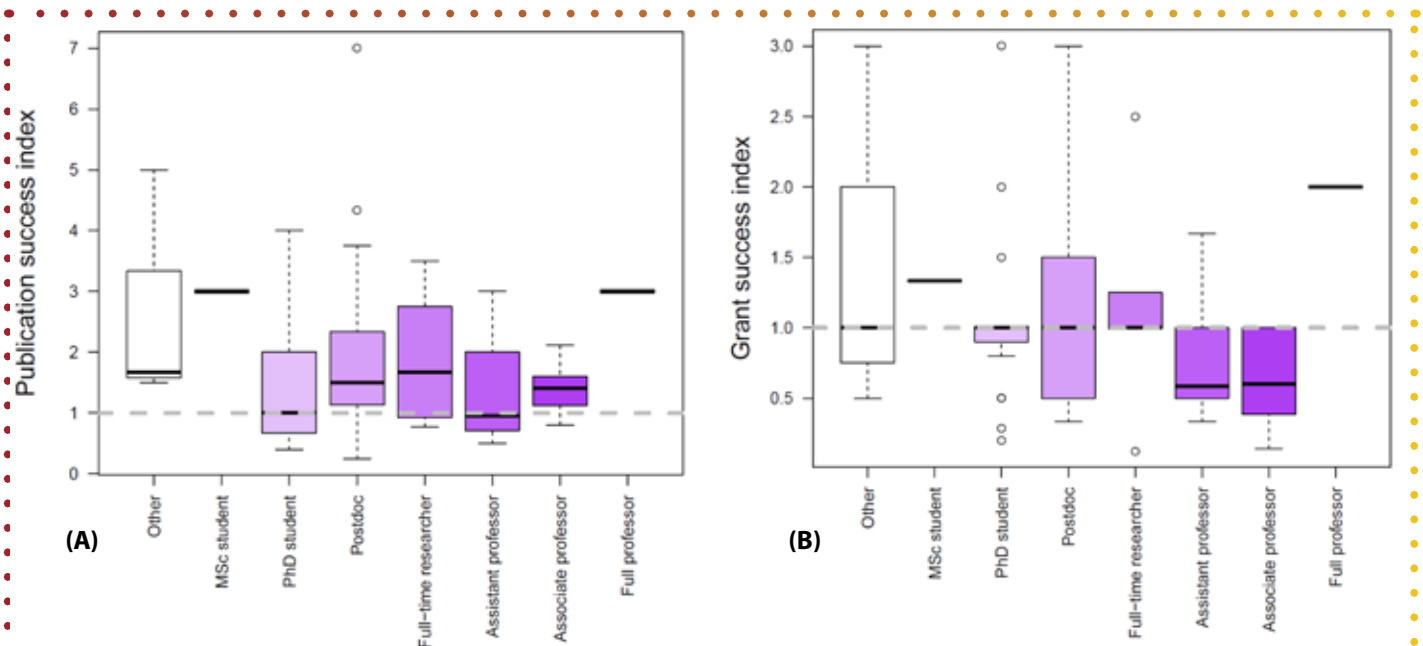 Publication success index
7
6
5
4
3
2
1
0
Other
MSc student
PhD student
Postdoc
Full-time researcher
Assistant professor
Associate professor
Full professor
(A)
Grant success index
3.0
2.5
2.0
1.5
1.0
0.5
Other
MSc student
PhD student
Postdoc
Full-time researcher
Assistant professor
Associate professor
Full professor
(B)